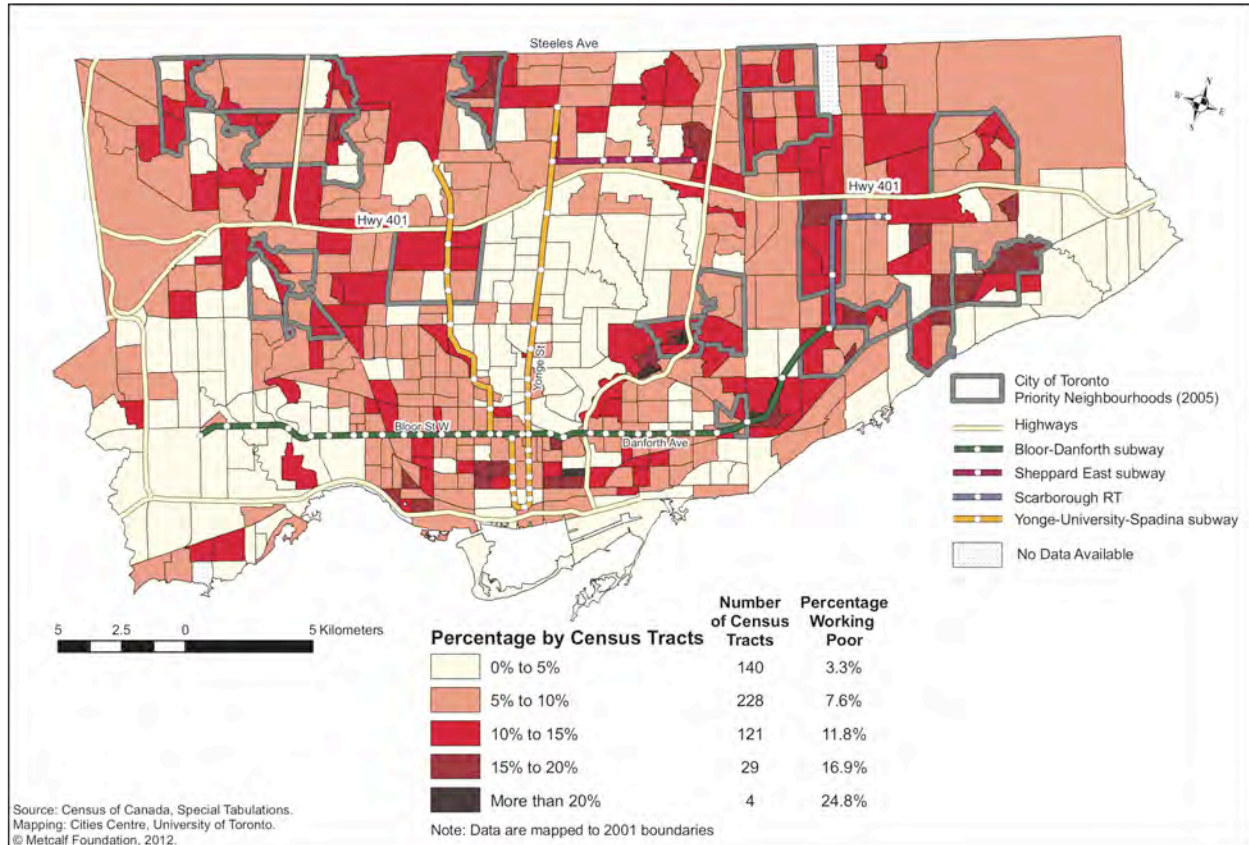 Steeles Ave
N
W
E
S
Hwy 401
Hwy 401
Yonge St
Bloor St W
Danforth Ave
City of Toronto
Priority Neighbourhoods (2005)
Highways
Bloor-Danforth subway
Sheppard East subway
Scarborough RT
Yonge-University-Spadina subway
No Data Available
5 2.5 0 5 Kilometers
Percentage by Census Tracts
Number
of Census
Tracts
Percentage
Working
Poor
0% to 5% 140 3.3%
5% to 10% 228 7.6%
10% to 15% 121 11.8%
15% to 20% 29 16.9%
More than 20% 4 24.8%
Note: Data are mapped to 2001 boundaries
Source: Census of Canada, Special Tabulations.
Mapping: Cities Centre, University of Toronto.
© Metcalf Foundation, 2012.